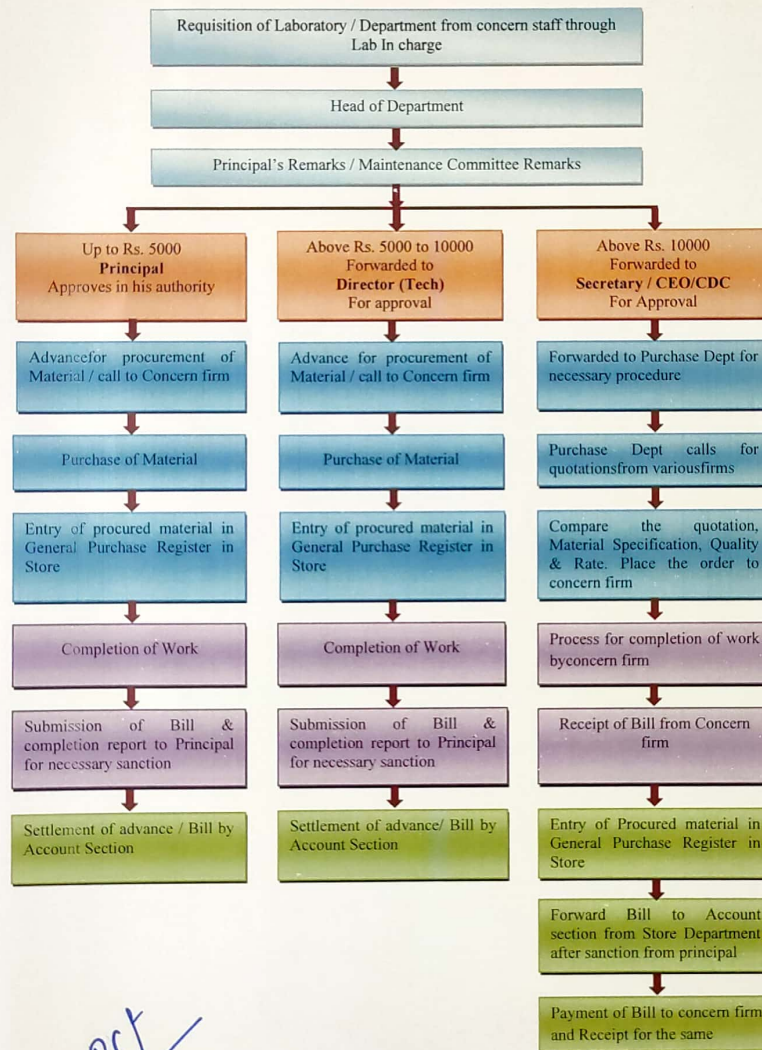 Requisition of Laboratory / Department from concern staff through
Lab In charge
Head of Department
Principal's Remarks / Maintenance Committee Remarks
Up to Rs. 5000
Principal
Approves in his authority
Advancefor procurement of
Material / call to Concern firm
Purchase of Material
Entry of procured material in
General Purchase Register in
Store
Completion of Work
Submission of Bill &
completion report to Principal
for necessary sanction
Settlement of advance / Bill by
Account Section
Above Rs. 5000 to 10000
Forwarded to
Director (Tech)
For approval
Advance for procurement of
Material / call to Concern firm
Purchase of Material
Entry of procured material in
General Purchase Register in
Store
Completion of Work
Submission of Bill &
completion report to Principal
for necessary sanction
Settlement of advance/ Bill by
Account Section
Above Rs. 10000
Forwarded to
Secretary / CEO/CDC
For Approval
Forwarded to Purchase Dept for
necessary procedure
Purchase Dept calls for
quotationsfrom variousfirms
Compare the quotation,
Material Specification, Quality
& Rate. Place the order to
concern firm
Process for completion of work
byconcern firm
Receipt of Bill from Concern
firm
Entry of Procured material in
General Purchase Register in
Store
Forward Bill to Account
section from Store Department
after sanction from principal
Payment of Bill to concern firm
and Receipt for the same